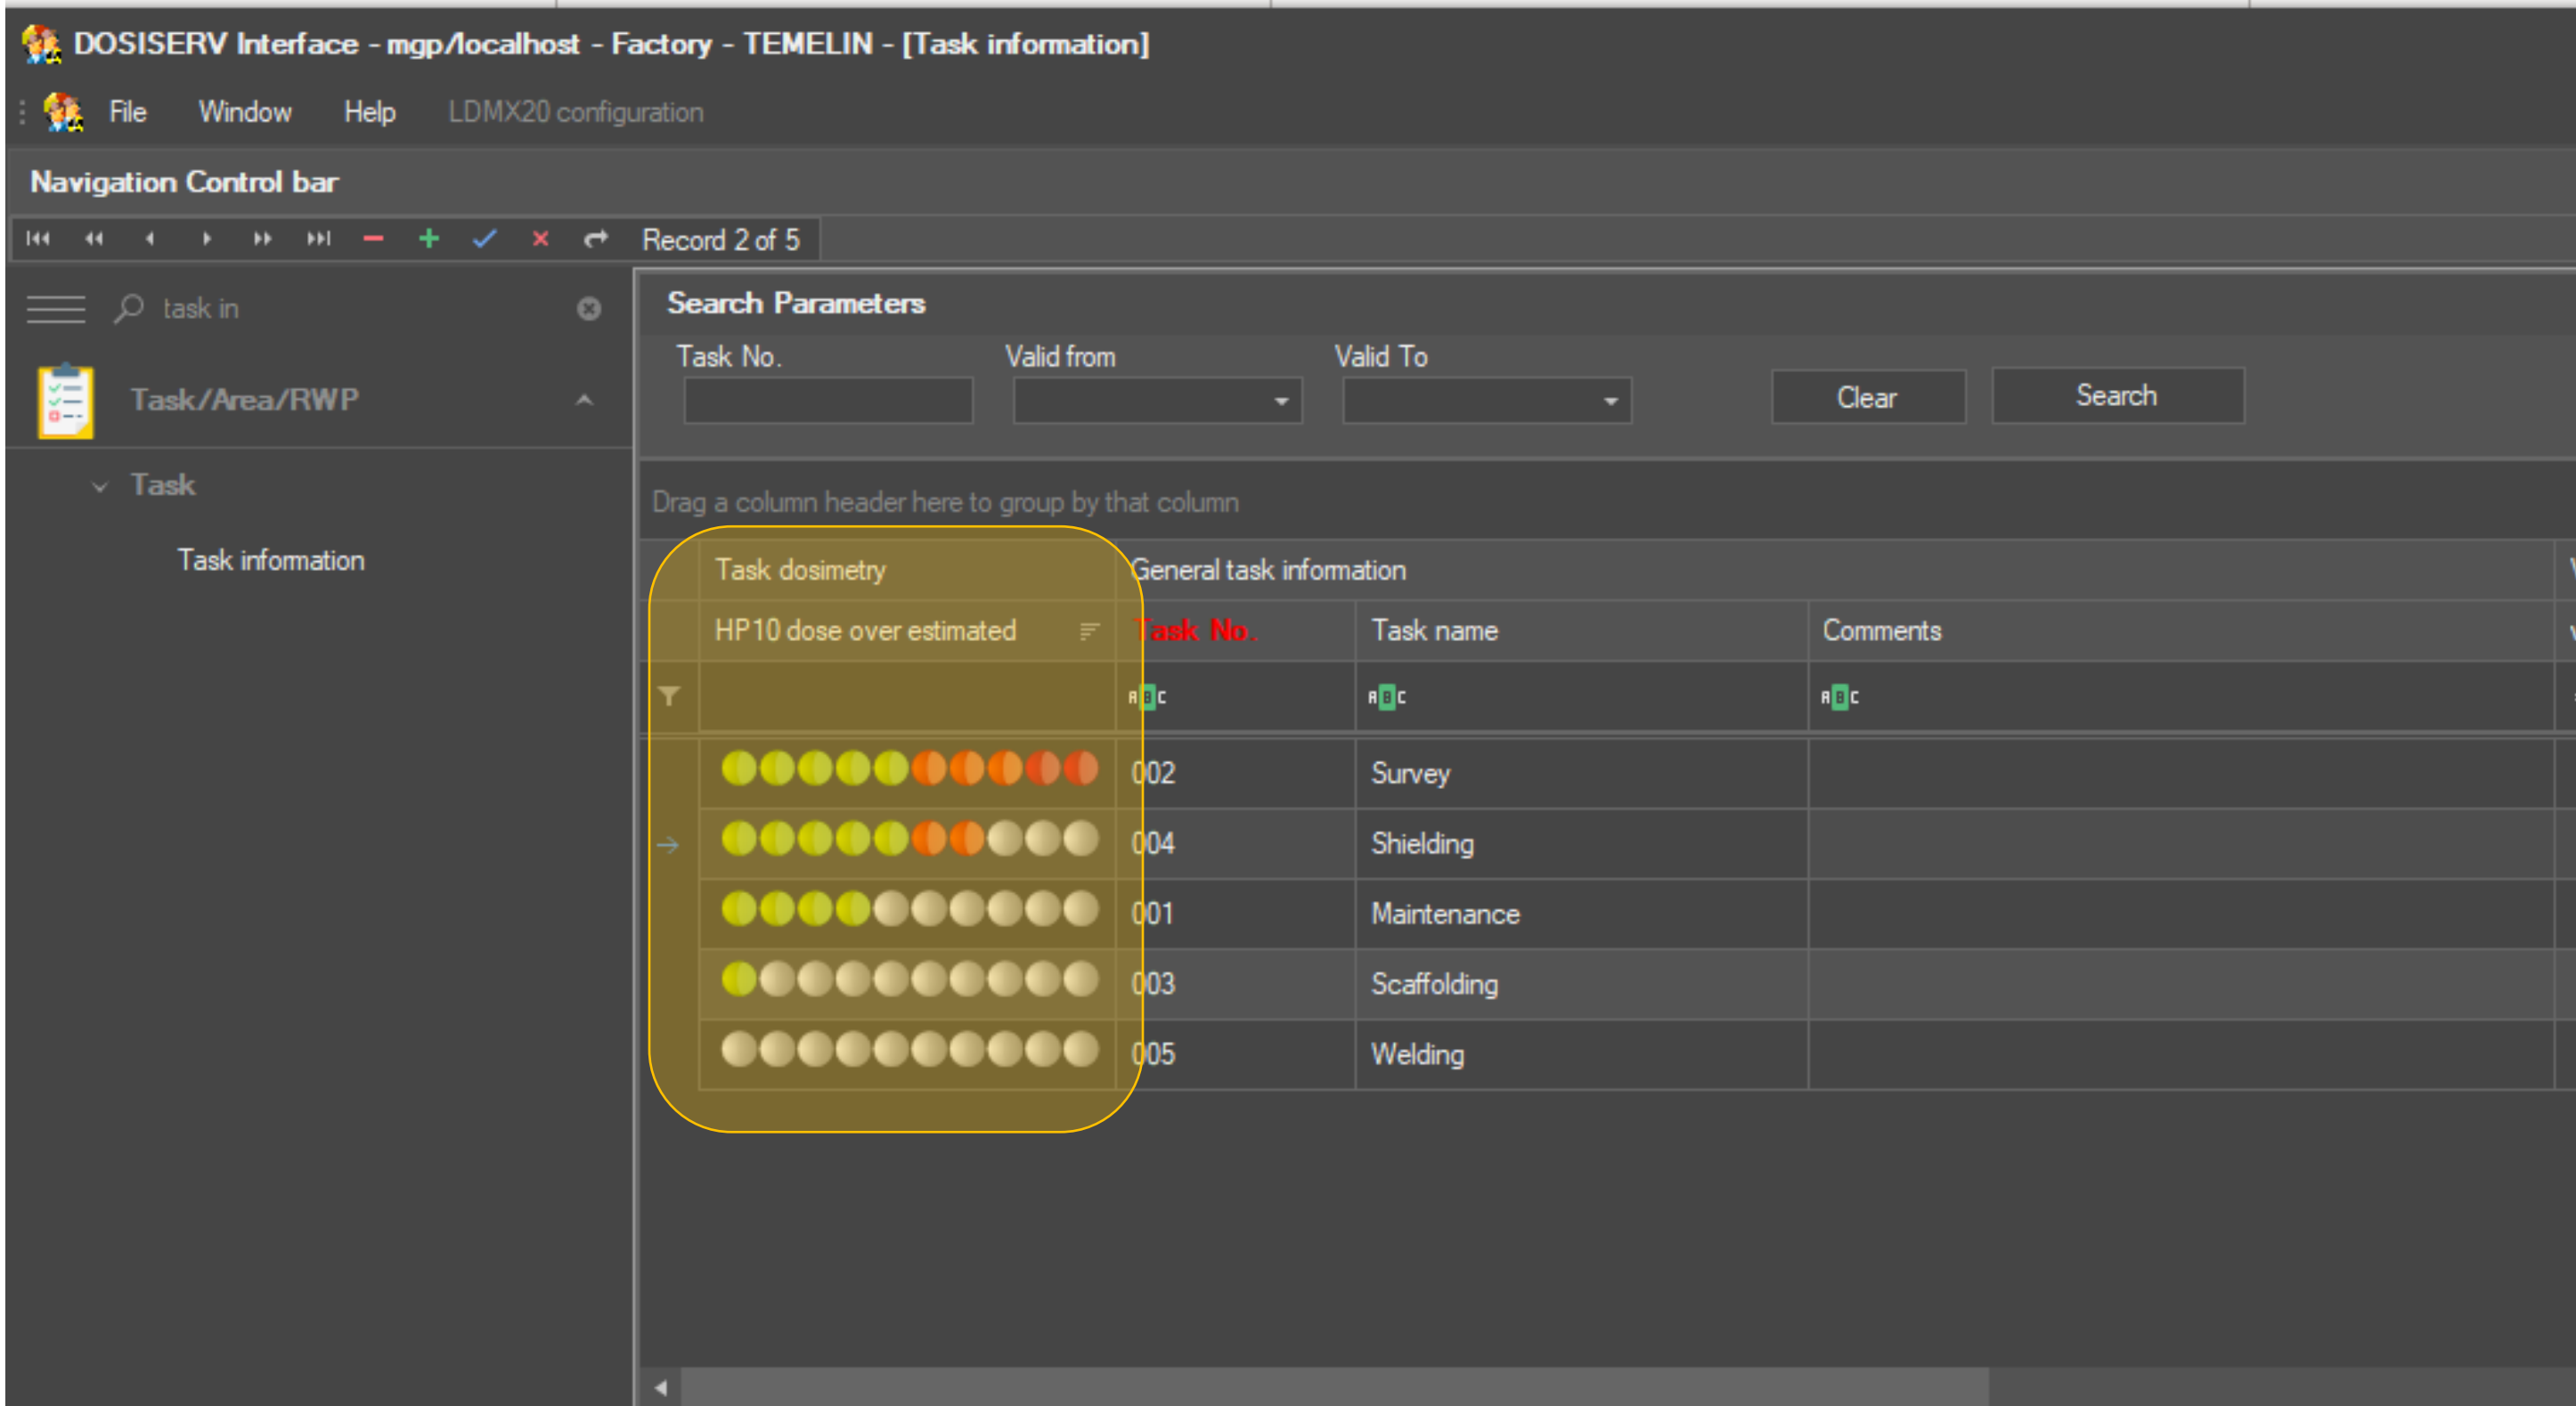 DOSISERV Interface - mgp/localhost - Factory - TEMELIN - [Task information]
File Window Help LDMX20 configuration
Navigation Control bar
Record 2 of 5
task in
Task/Area/RWP
Task
Task information
Search Parameters
Task No. Valid from Valid To
Clear Search
Drag a column header here to group by that column
Task dosimetry General task information
HP10 dose over estimated Task No. Task name Comments
ABC ABC ABC
002 Survey
004 Shielding
001 Maintenance
003 Scaffolding
005 Welding